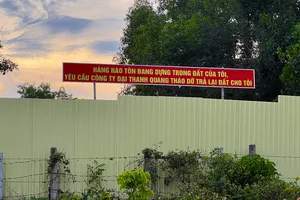 HÀNG RÀO TÔN ĐANG DỰNG TRONG ĐẤT CỦA TÔI,
YÊU CẦU CÔNG TY ĐẠI THANH QUANG THÁO DỠ TRẢ LẠI ĐẤT CHO TÔI